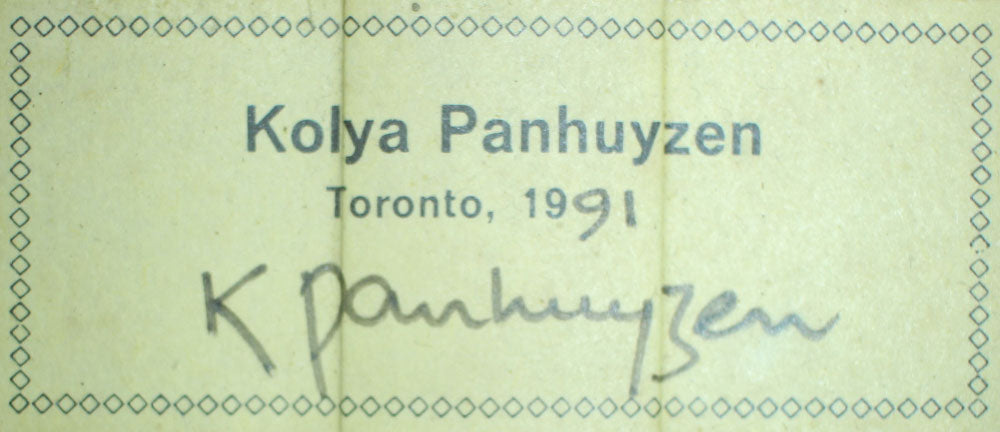 Kolya Panhuyzen
Toronto, 1991
K Panhuyzen